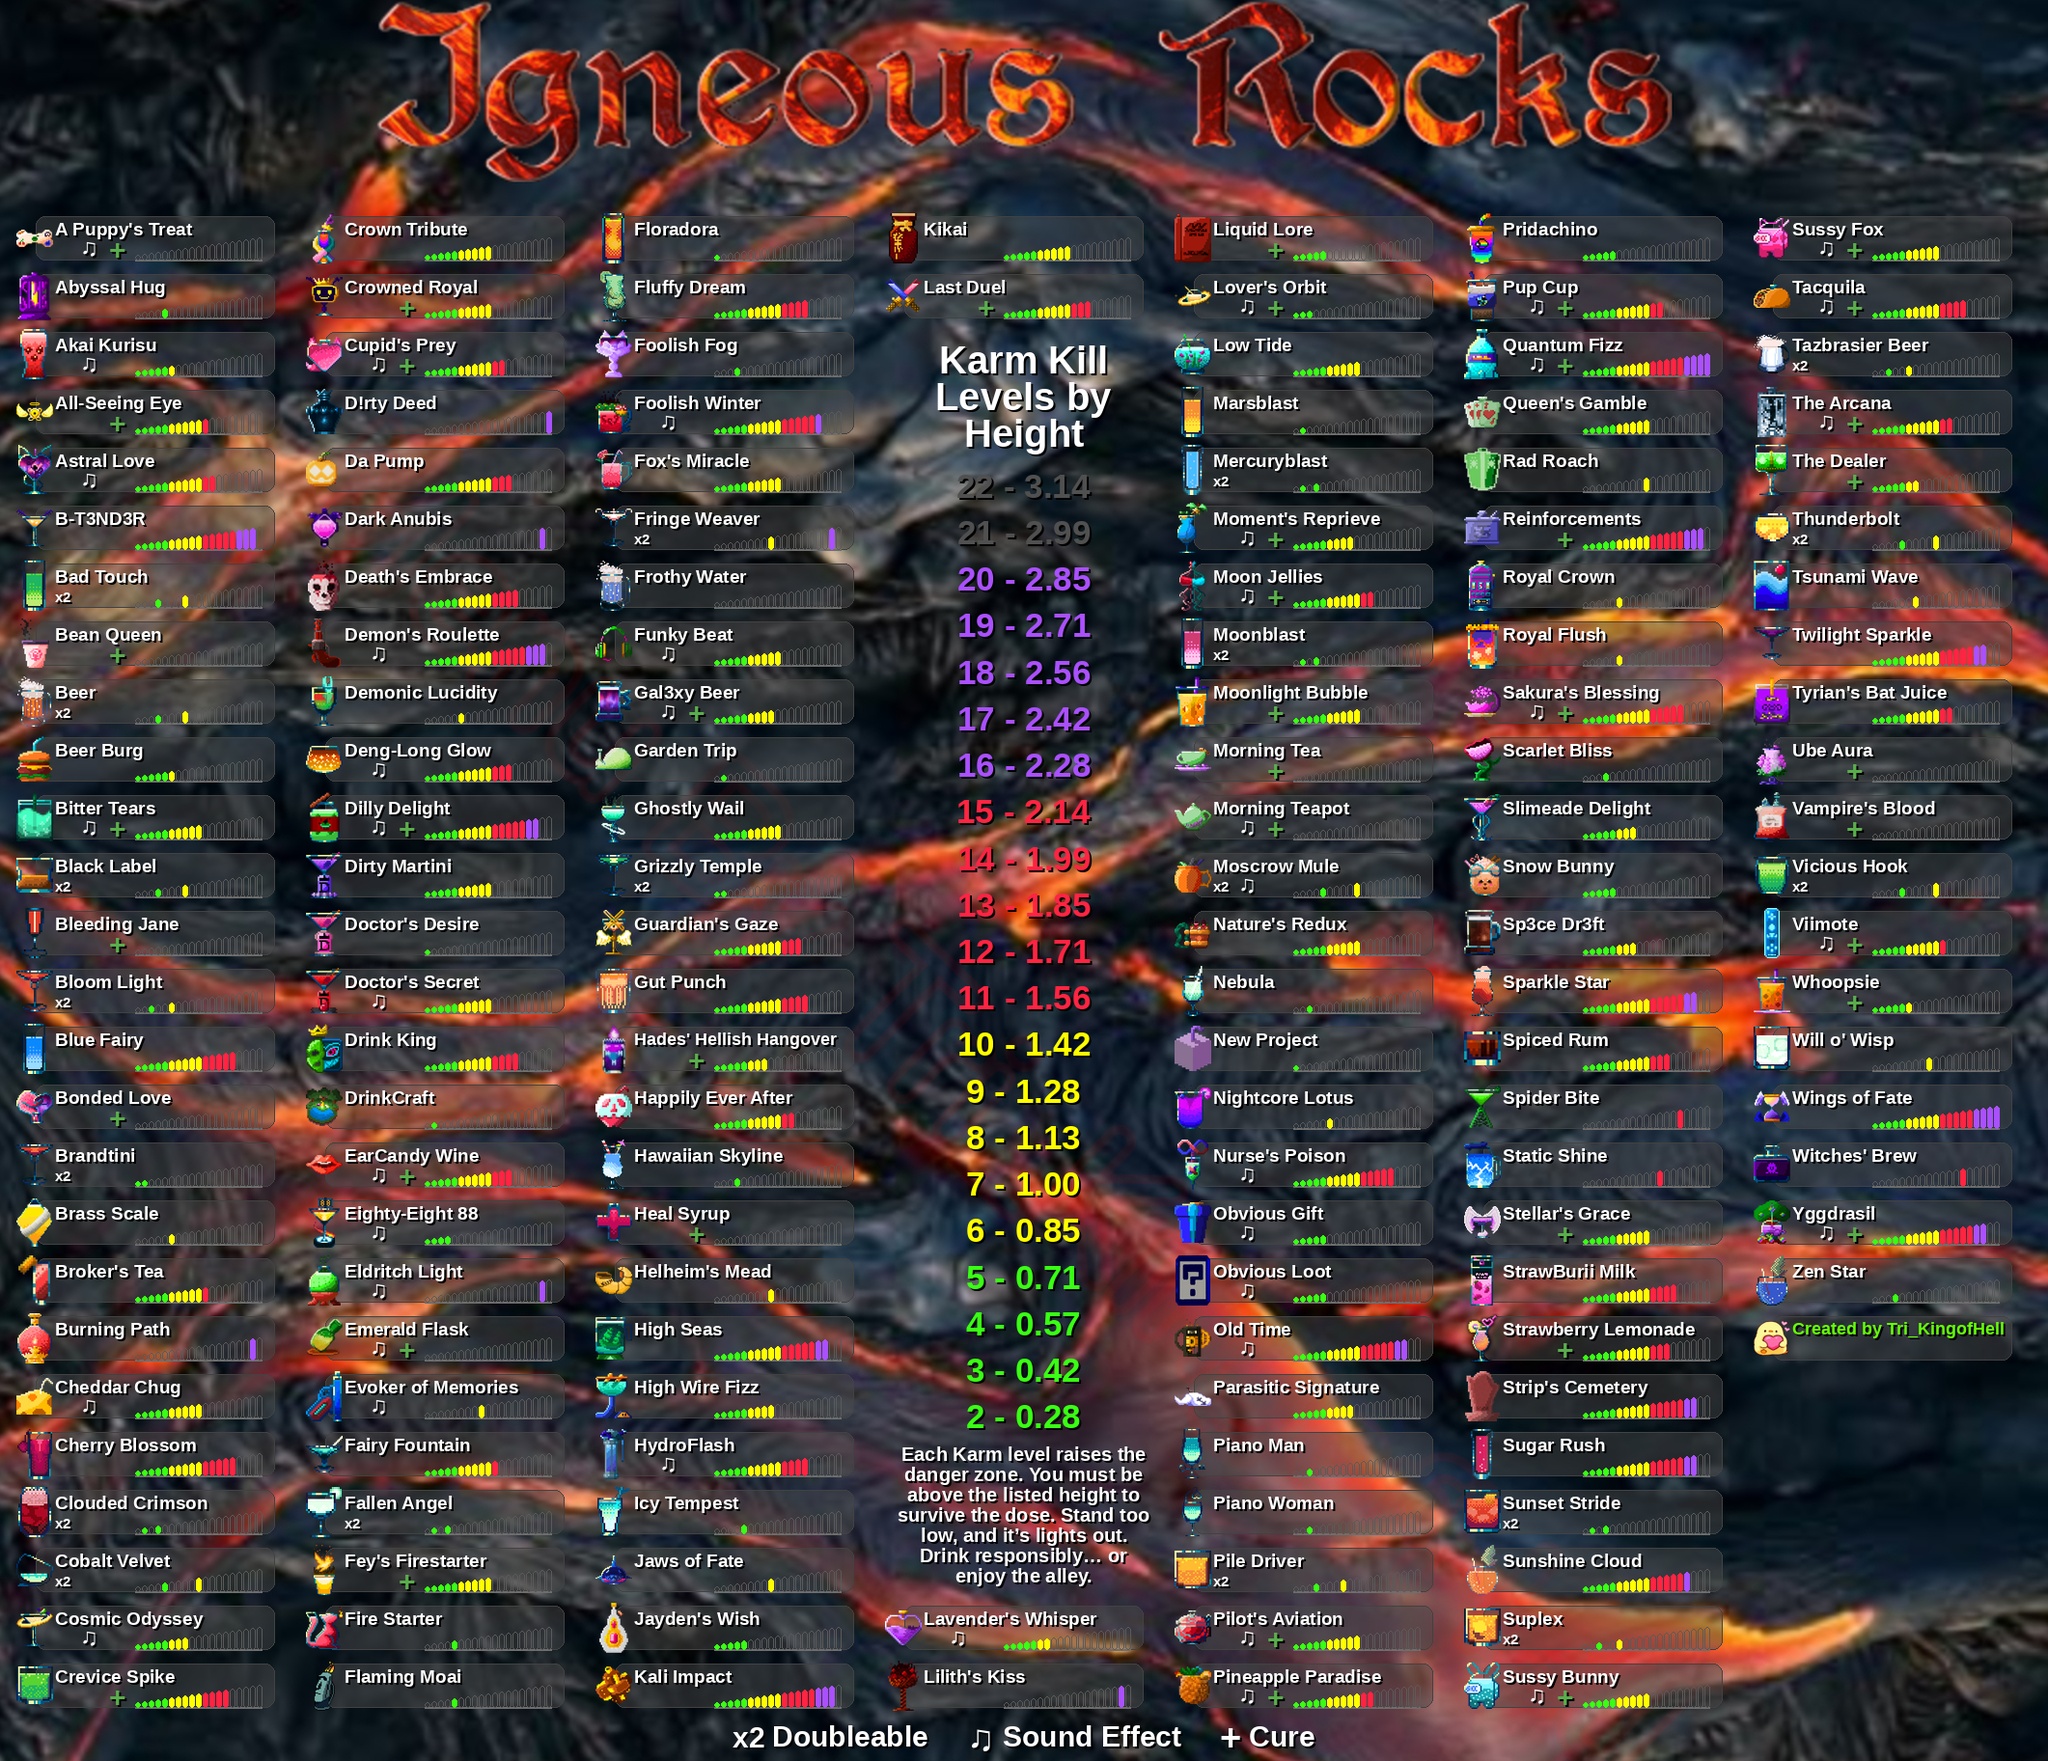 Igneous Rocks
A Puppy's Treat
♫ +
Abyssal Hug
Akai Kurisu
♫
All-Seeing Eye
+
Astral Love
♫
B-T3ND3R
Bad Touch
x2
Bean Queen
+
Beer
x2
Beer Burg
Bitter Tears
♫ +
Black Label
x2
Bleeding Jane
+
Bloom Light
x2
Blue Fairy
Bonded Love
+
Brandtini
x2
Brass Scale
Broker's Tea
Burning Path
Cheddar Chug
♫
Cherry Blossom
Clouded Crimson
x2
Cobalt Velvet
x2
Cosmic Odyssey
♫
Crevice Spike
+
Crown Tribute
Crowned Royal
+
Cupid's Prey
♫ +
D!rty Deed
Da Pump
Dark Anubis
Death's Embrace
Demon's Roulette
♫
Demonic Lucidity
Deng-Long Glow
♫
Dilly Delight
♫ +
Dirty Martini
Doctor's Desire
Doctor's Secret
♫
Drink King
DrinkCraft
EarCandy Wine
♫ +
Eighty-Eight 88
♫
Eldritch Light
♫
Emerald Flask
♫ +
Evoker of Memories
♫
Fairy Fountain
Fallen Angel
x2
Fey's Firestarter
+
Fire Starter
Flaming Moai
Floradora
Fluffy Dream
Foolish Fog
Foolish Winter
♫
Fox's Miracle
Fringe Weaver
x2
Frothy Water
Funky Beat
♫
Gal3xy Beer
♫ +
Garden Trip
Ghostly Wail
Grizzly Temple
x2
Guardian's Gaze
Gut Punch
Hades' Hellish Hangover
+
Happily Ever After
Hawaiian Skyline
Heal Syrup
+
Helheim's Mead
High Seas
High Wire Fizz
HydroFlash
♫
Icy Tempest
Jaws of Fate
Jayden's Wish
Kali Impact
Kikai
Last Duel
+
Karm Kill
Levels by
Height
22 - 3.14
21 - 2.99
20 - 2.85
19 - 2.71
18 - 2.56
17 - 2.42
16 - 2.28
15 - 2.14
14 - 1.99
13 - 1.85
12 - 1.71
11 - 1.56
10 - 1.42
9 - 1.28
8 - 1.13
7 - 1.00
6 - 0.85
5 - 0.71
4 - 0.57
3 - 0.42
2 - 0.28
Each Karm level raises the
danger zone. You must be
above the listed height to
survive the dose. Stand too
low, and it's lights out.
Drink responsibly... or
enjoy the alley.
Lavender's Whisper
♫
Lilith's Kiss
Liquid Lore
+
Lover's Orbit
♫ +
Low Tide
Marsblast
Mercuryblast
x2
Moment's Reprieve
♫ +
Moon Jellies
♫ +
Moonblast
x2
Moonlight Bubble
+
Morning Tea
+
Morning Teapot
♫ +
Moscrow Mule
x2 ♫
Nature's Redux
Nebula
New Project
Nightcore Lotus
Nurse's Poison
♫
Obvious Gift
♫
Obvious Loot
♫
Old Time
♫
Parasitic Signature
Piano Man
Piano Woman
Pile Driver
x2
Pilot's Aviation
♫ +
Pineapple Paradise
♫ +
Pridachino
Pup Cup
♫ +
Quantum Fizz
♫ +
Queen's Gamble
Rad Roach
Reinforcements
+
Royal Crown
Royal Flush
Sakura's Blessing
♫ +
Scarlet Bliss
Slimeade Delight
Snow Bunny
Sp3ce Dr3ft
Sparkle Star
Spiced Rum
Spider Bite
Static Shine
Stellar's Grace
+
StrawBurii Milk
Strawberry Lemonade
+
Strip's Cemetery
Sugar Rush
Sunset Stride
x2
Sunshine Cloud
Suplex
x2
Sussy Bunny
♫ +
Sussy Fox
♫ +
Tacquila
♫ +
Tazbrasier Beer
x2
The Arcana
♫ +
The Dealer
+
Thunderbolt
x2
Tsunami Wave
Twilight Sparkle
Tyrian's Bat Juice
Ube Aura
+
Vampire's Blood
+
Vicious Hook
x2
Viimote
♫ +
Whoopsie
+
Will o' Wisp
Wings of Fate
Witches' Brew
Yggdrasil
♫ +
Zen Star
Created by Tri_KingofHell
x2 Doubleable ♫ Sound Effect + Cure